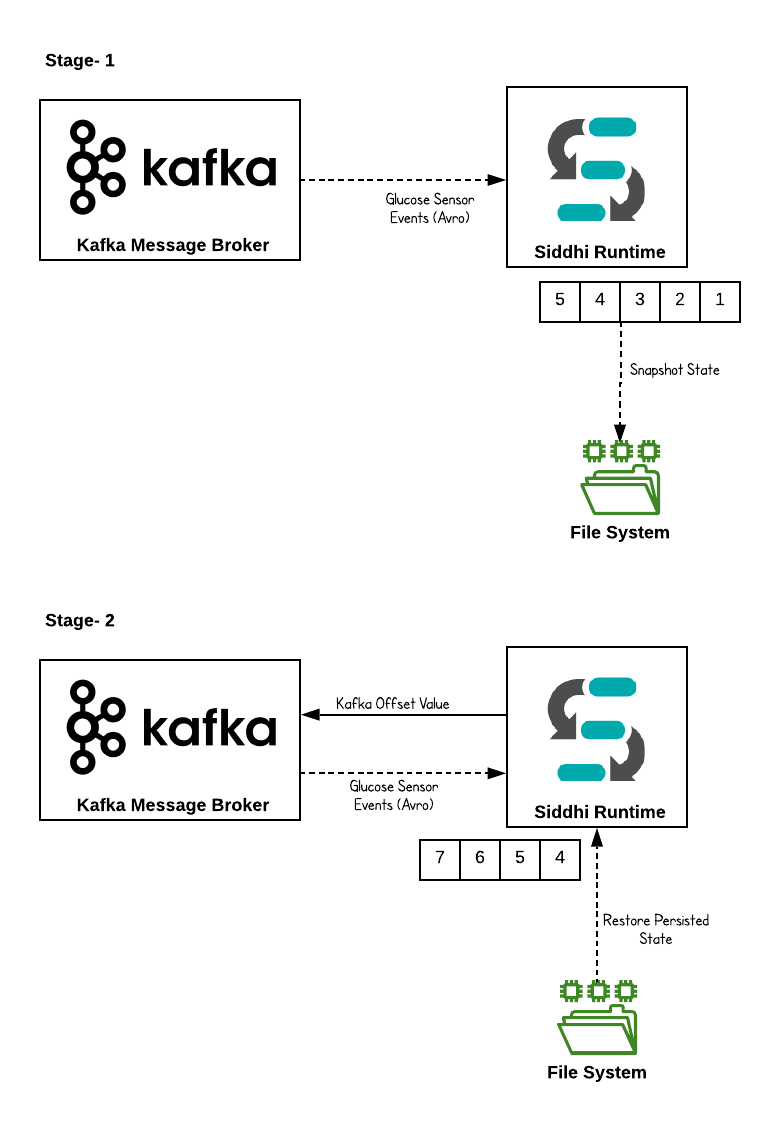 Stage- 1
kafka
Kafka Message Broker
Glucose Sensor
Events (Avro)
Siddhi Runtime
5 4 3 2 1
Snapshot State
File System
Stage- 2
kafka
Kafka Message Broker
Kafka Offset Value
Glucose Sensor
Events (Avro)
Siddhi Runtime
7 6 5 4
Restore Persisted
State
File System